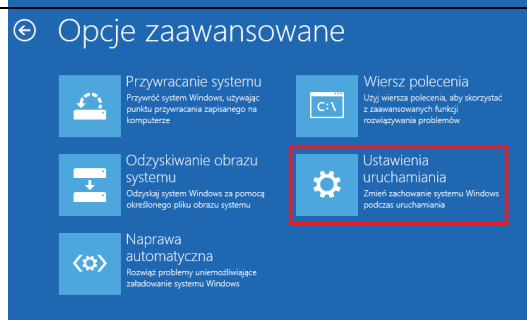 Opcje zaawansowane
Przywracanie systemu
Przywróć system Windows, używając
punktu przywracania zapisanego na
komputerze
Odzyskiwanie obrazu
systemu
Odzyskaj system Windows za pomocą
określonego pliku obrazu systemu
Naprawa
automatyczna
Rozwiąż problemy uniemożliwiające
załadowanie systemu Windows
C:\
Wiersz polecenia
Użyj wiersza polecenia, aby skorzystać
z zaawansowanych funkcji
rozwiązywania problemów
Ustawienia
uruchamiania
Zmień zachowanie systemu Windows
podczas uruchamiania